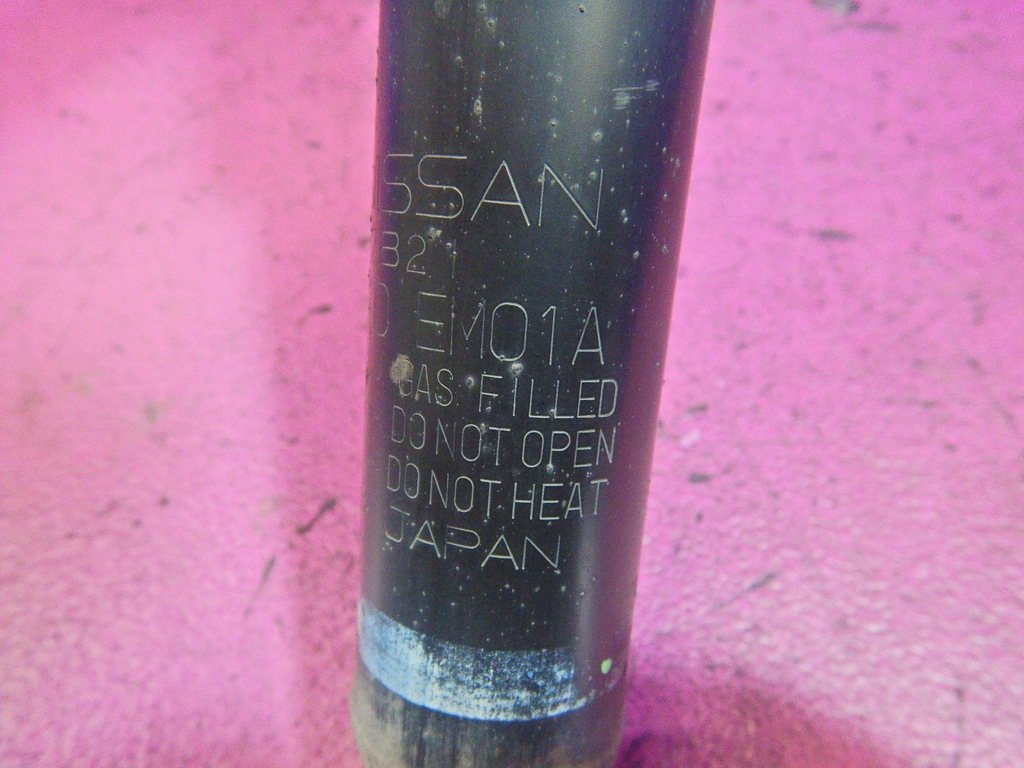 SSAN
B21
EM01A
GAS FILLED
DO NOT OPEN
DO NOT HEAT
JAPAN